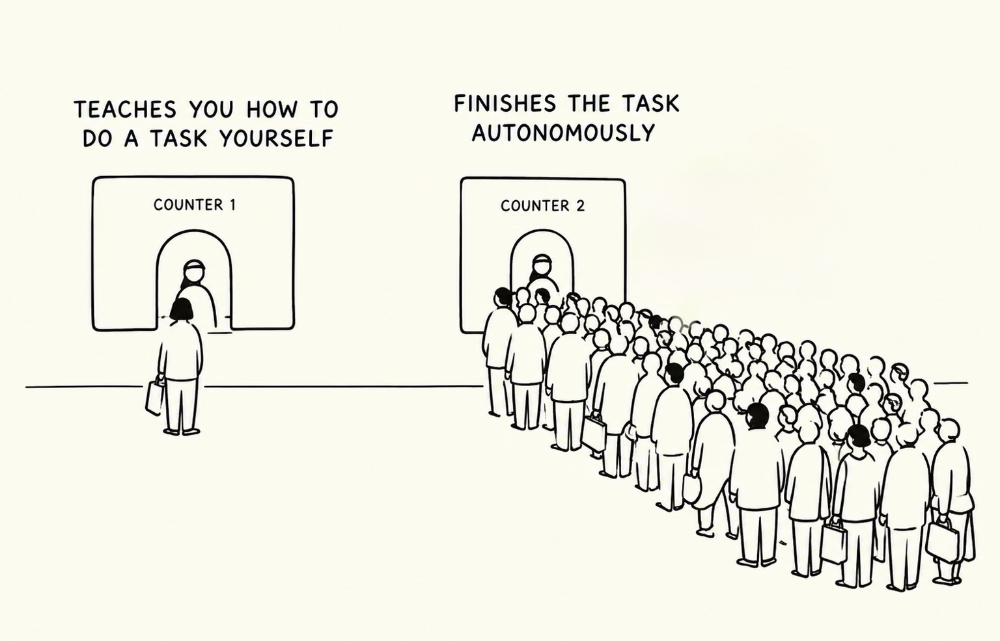 TEACHES YOU HOW TO
DO A TASK YOURSELF
COUNTER 1
FINISHES THE TASK
AUTONOMOUSLY
COUNTER 2